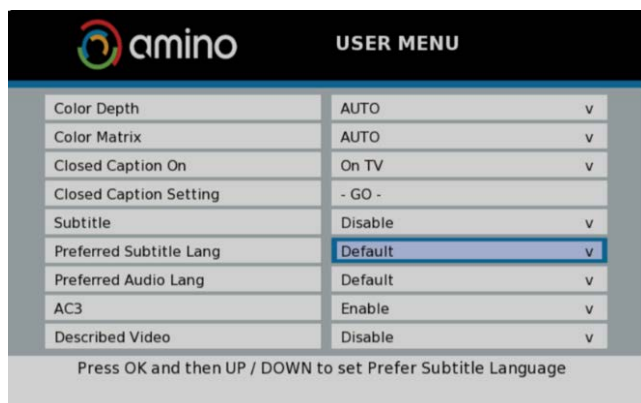 amino USER MENU
Color Depth AUTO v
Color Matrix AUTO v
Closed Caption On On TV v
Closed Caption Setting - GO -
Subtitle Disable v
Preferred Subtitle Lang Default v
Preferred Audio Lang Default v
AC3 Enable v
Described Video Disable v
Press OK and then UP / DOWN to set Prefer Subtitle Language